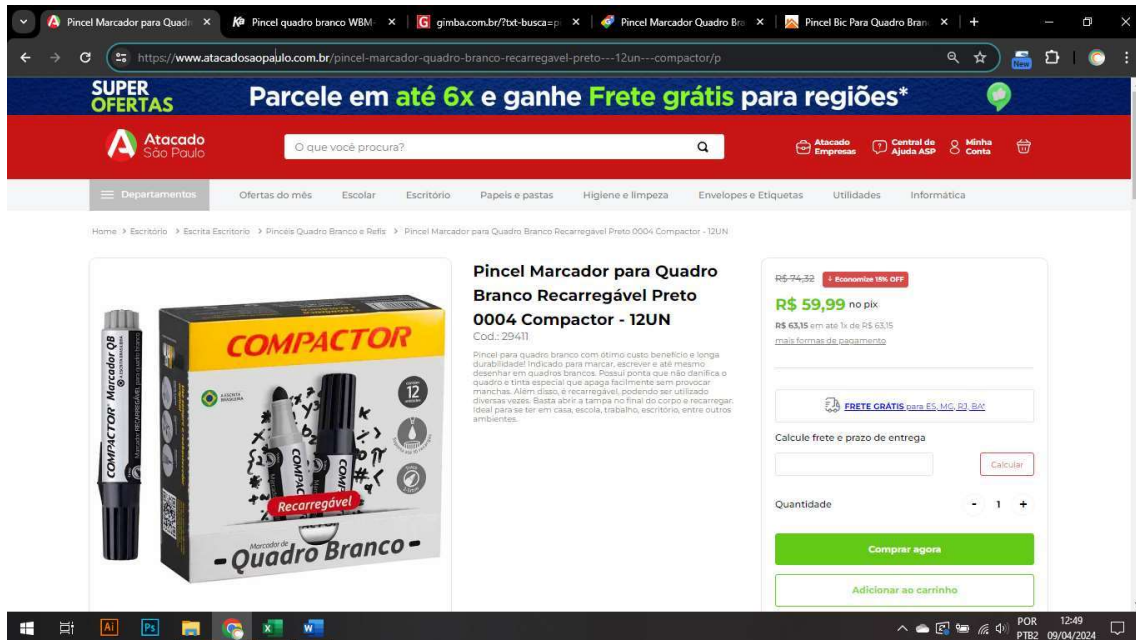 Pincel Marcador para Quadr
Pincel quadro branco WBM-
gimba.com.br/?txt-busca=pi
Pincel Marcador Quadro Bra
Pincel Bic Para Quadro Bran
https://www.atacadosaopaulo.com.br/pincel-marcador-quadro-branco-recarregavel-preto---12un---compactor/p
New
SUPER
OFERTAS
Parcele em até 6x e ganhe Frete grátis para regiões*
Atacado
São Paulo
O que você procura?
Atacado
Empresas
Central de
Ajuda ASP
Minha
Conta
Departamentos
Ofertas do mês
Escolar
Escritório
Papeis e pastas
Higiene e limpeza
Envelopes e Etiquetas
Utilidades
Informática
Home > Escritório > Escrita Escritorio > Pincéis Quadro Branco e Refis > Pincel Marcador para Quadro Branco Recarregável Preto 0004 Compactor - 12UN
COMPACTOR Marcador QB
COMPACTOR
12
COMPACTOR
Recarregável
Marcador de
Quadro Branco
Pincel Marcador para Quadro
Branco Recarregável Preto
0004 Compactor - 12UN
Cod.: 29411
Pincel para quadro branco com ótimo custo benefício e longa
durabilidade! Indicado para marcar, escrever e até mesmo
desenhar em quadros brancos. Possui ponta que não danifica o
quadro e tinta especial que apaga facilmente sem provocar
manchas. Além disso, é recarregável, podendo ser utilizado
diversas vezes. Basta abrir a tampa no final do corpo e recarregar.
Ideal para se ter em casa, escola, trabalho, escritório, entre outros
ambientes.
R$ 74,32
Economize 15% OFF
R$ 59,99 no pix
R$ 63,15 em até 1x de R$ 63,15
mais formas de pagamento
FRETE GRÁTIS para ES, MG, RJ, BA*
Calcule frete e prazo de entrega
Calcular
Quantidade
- 1 +
Comprar agora
Adicionar ao carrinho
Ai
Ps
POR
PTB2
12:49
09/04/2024